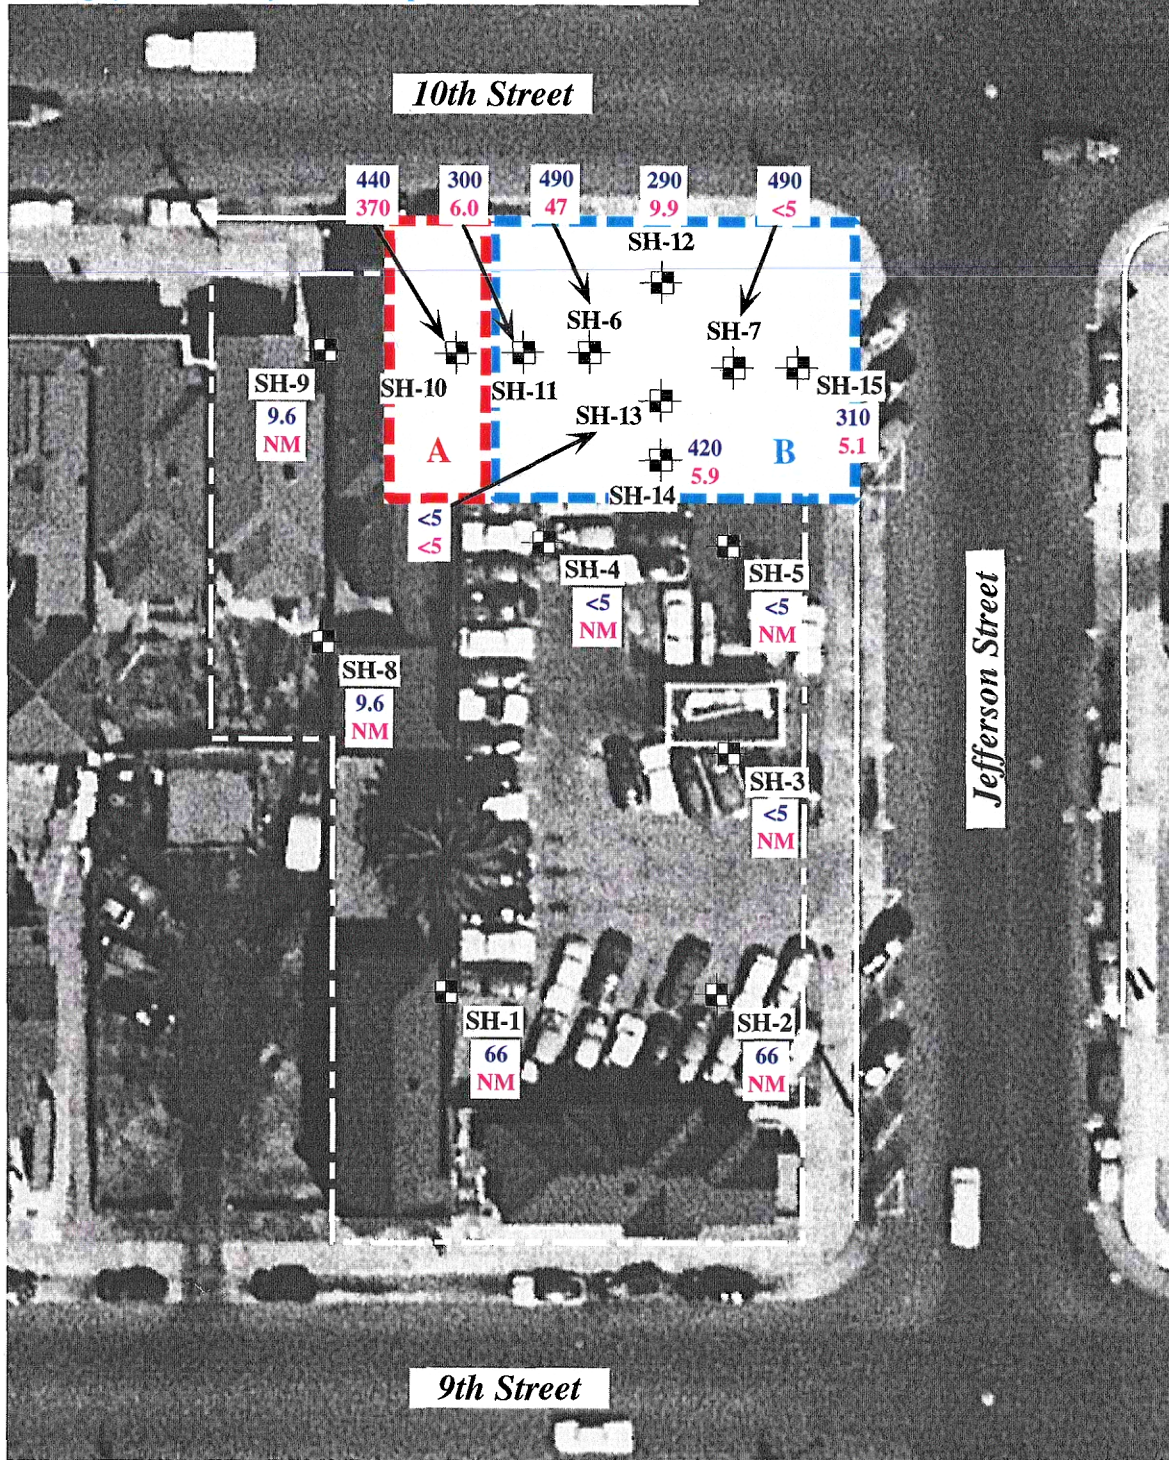 10th Street
440
370
300
6.0
490
47
290
9.9
490
<5
SH-12
SH-6
SH-7
SH-9
9.6
NM
SH-10
SH-11
SH-15
310
5.1
SH-13
A
420
5.9
B
SH-14
<5
<5
SH-4
<5
NM
SH-5
<5
NM
SH-8
9.6
NM
Jefferson Street
SH-3
<5
NM
SH-1
66
NM
SH-2
66
NM
9th Street